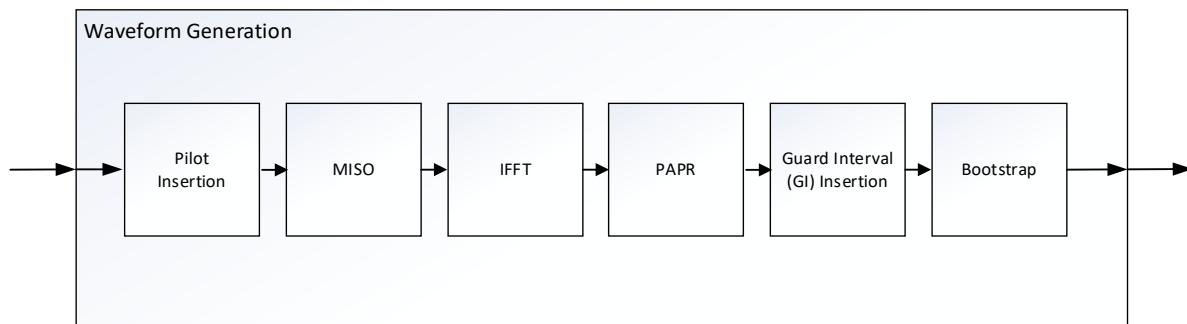 Waveform Generation
Pilot
Insertion
MISO
IFFT
PAPR
Guard Interval
(GI) Insertion
Bootstrap